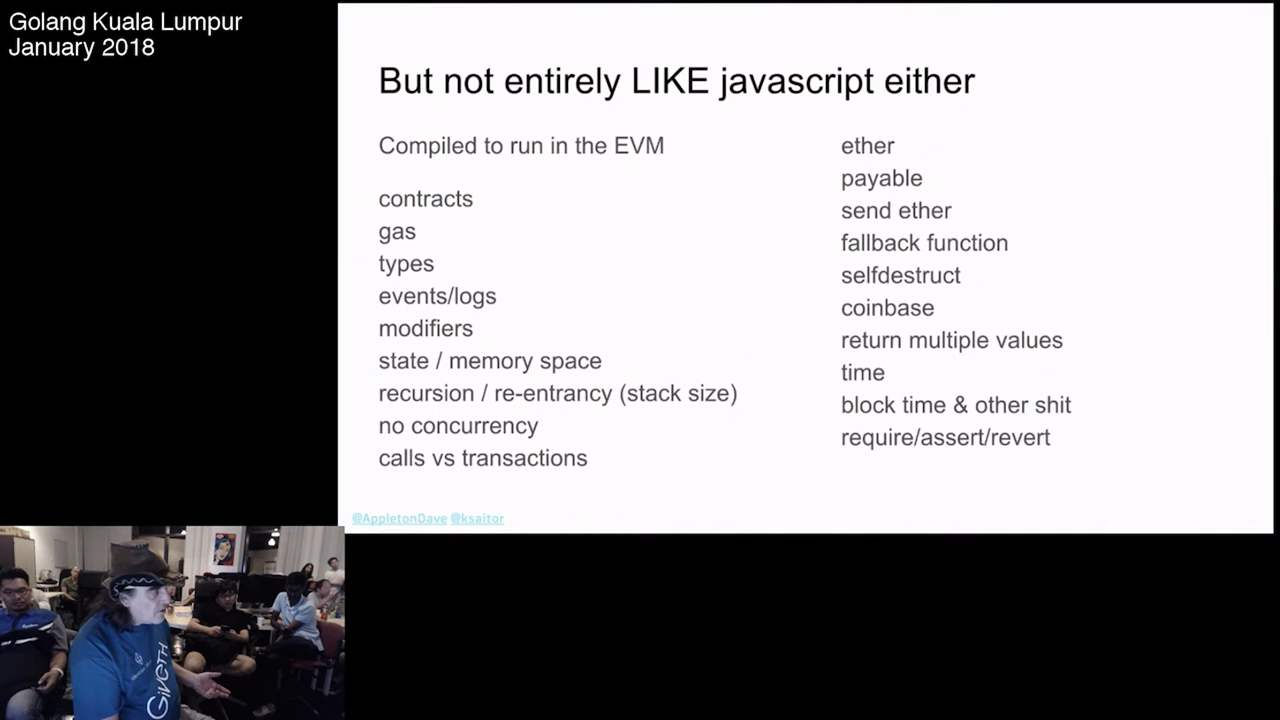 Golang Kuala Lumpur
January 2018
But not entirely LIKE javascript either
Compiled to run in the EVM
contracts
gas
types
events/logs
modifiers
state / memory space
recursion / re-entrancy (stack size)
no concurrency
calls vs transactions
ether
payable
send ether
fallback function
selfdestruct
coinbase
return multiple values
time
block time & other shit
require/assert/revert
@AppletonDave @ksaitor
GIVETH